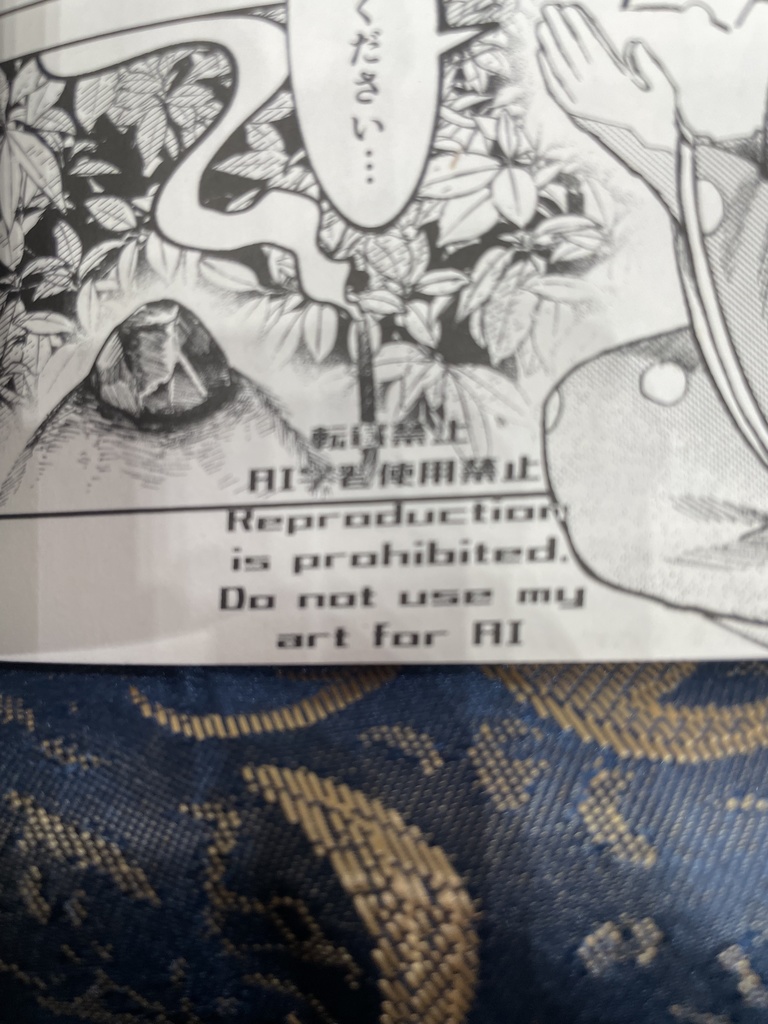 ください…
転載禁止
AI学習使用禁止
Reproduction
is prohibited.
Do not use my
art for AI